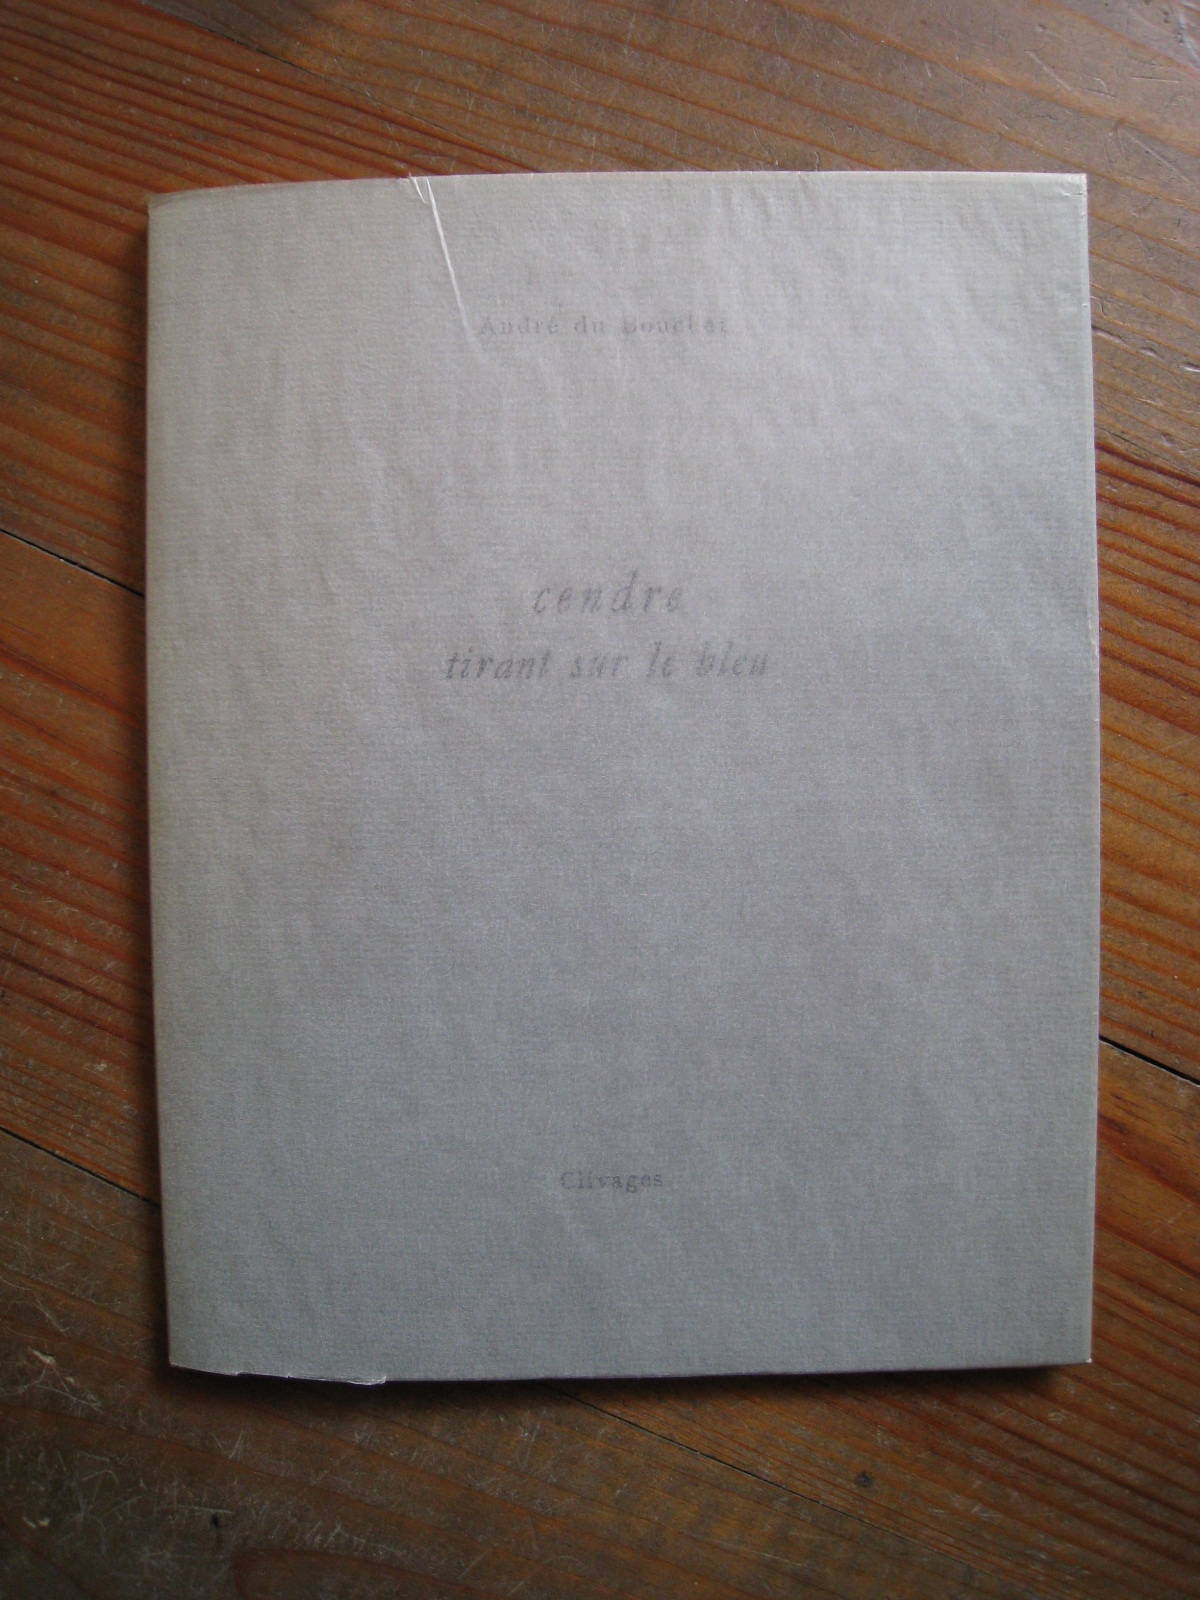 André du Bouchet
cendre
tirant sur le bleu
Clivages